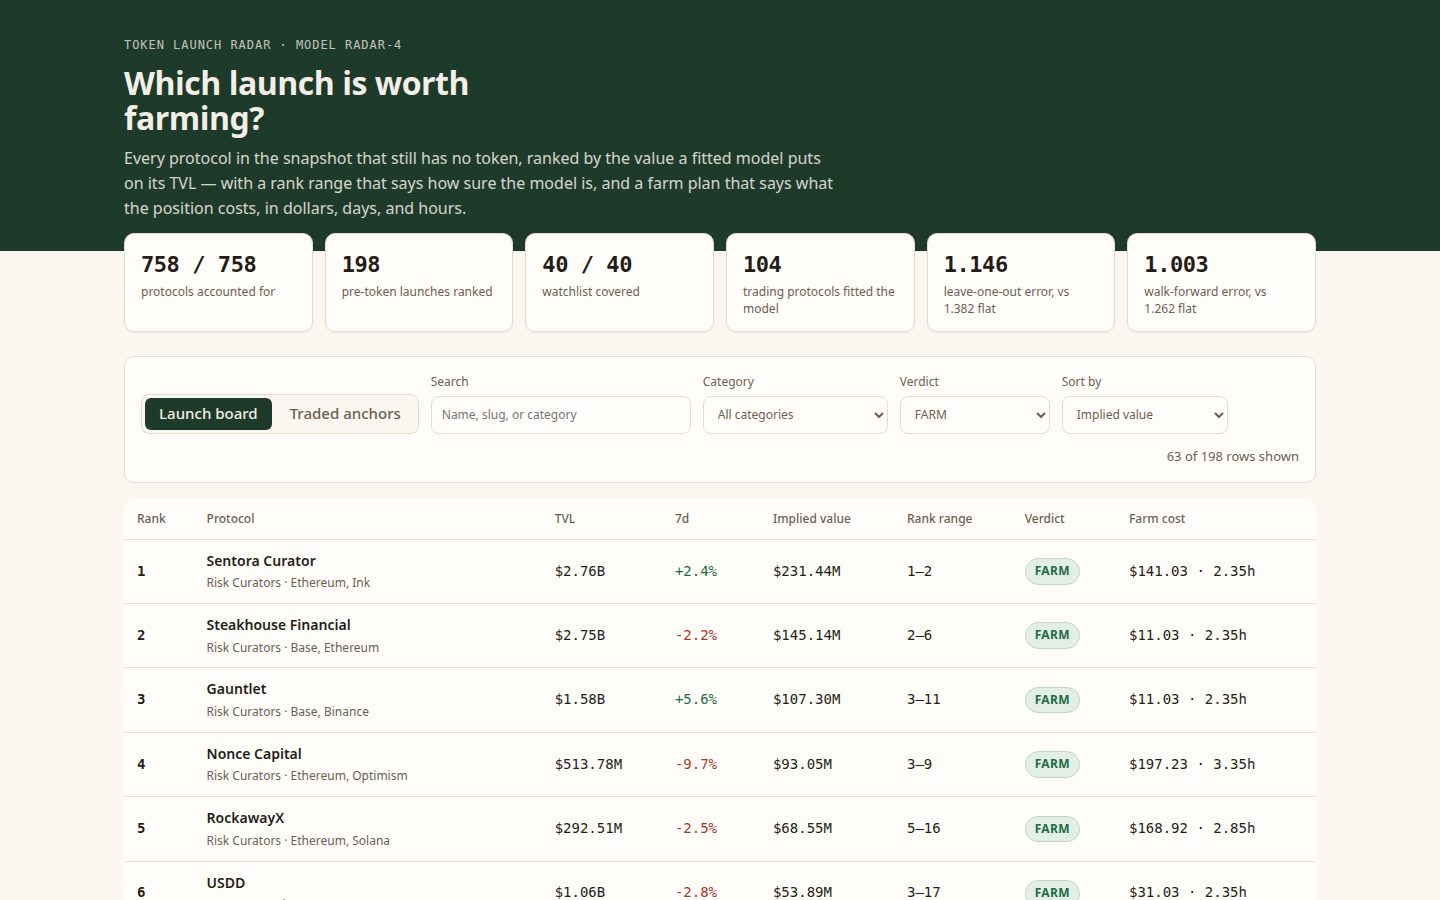 TOKEN LAUNCH RADAR · MODEL RADAR-4
Which launch is worth
farming?
Every protocol in the snapshot that still has no token, ranked by the value a fitted model puts
on its TVL — with a rank range that says how sure the model is, and a farm plan that says what
the position costs, in dollars, days, and hours.
758 / 758
protocols accounted for
198
pre-token launches ranked
40 / 40
watchlist covered
104
trading protocols fitted the
model
1.146
leave-one-out error, vs
1.382 flat
1.003
walk-forward error, vs
1.262 flat
Launch board
Traded anchors
Search
Name, slug, or category
Category
All categories
Verdict
FARM
Sort by
Implied value
63 of 198 rows shown
Rank Protocol TVL 7d Implied value Rank range Verdict Farm cost
1 Sentora Curator $2.76B +2.4% $231.44M 1–2 FARM $141.03 · 2.35h
Risk Curators · Ethereum, Ink
2 Steakhouse Financial $2.75B -2.2% $145.14M 2–6 FARM $11.03 · 2.35h
Risk Curators · Base, Ethereum
3 Gauntlet $1.58B +5.6% $107.30M 3–11 FARM $11.03 · 2.35h
Risk Curators · Base, Binance
4 Nonce Capital $513.78M -9.7% $93.05M 3–9 FARM $197.23 · 3.35h
Risk Curators · Ethereum, Optimism
5 RockawayX $292.51M -2.5% $68.55M 5–16 FARM $168.92 · 2.85h
Risk Curators · Ethereum, Solana
6 USDD $1.06B -2.8% $53.89M 3–17 FARM $31.03 · 2.35h